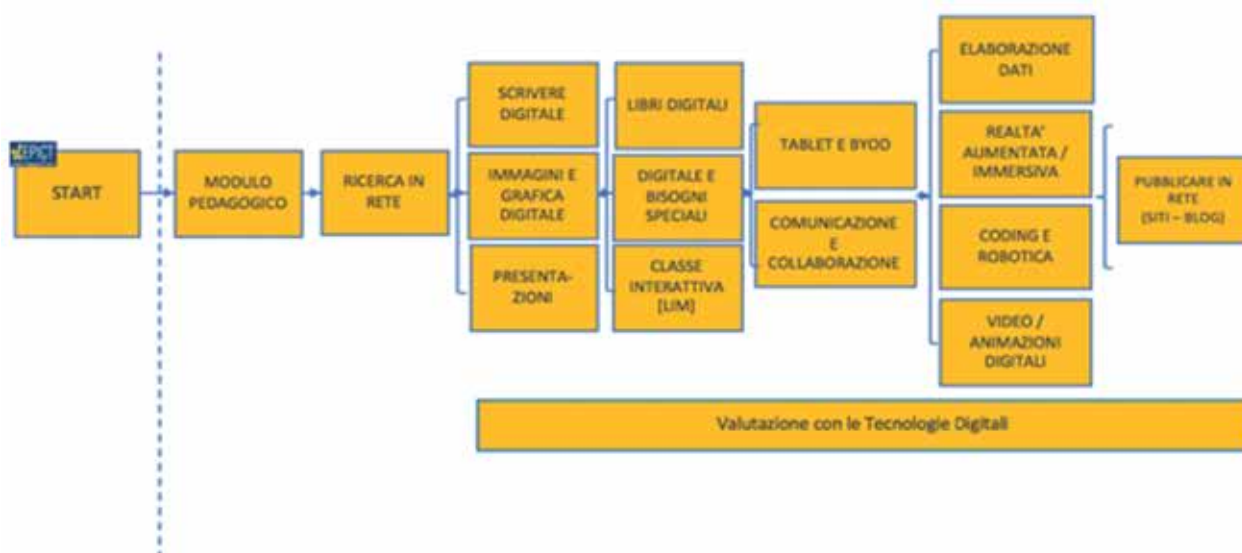 EPICT
START
MODULO
PEDAGOGICO
RICERCA IN
RETE
SCRIVERE
DIGITALE
IMMAGINI E
GRAFICA
DIGITALE
PRESENTA-
ZIONI
LIBRI DIGITALI
DIGITALE E
BISOGNI
SPECIALI
CLASSE
INTERATTIVA
[LIM]
TABLET E BYOD
COMUNICAZIONE
E
COLLABORAZIONE
ELABORAZIONE
DATI
REALTA'
AUMENTATA /
IMMERSIVA
CODING E
ROBOTICA
VIDEO /
ANIMAZIONI
DIGITALI
PUBBLICARE IN
RETE
(SITI – BLOG)
Valutazione con le Tecnologie Digitali